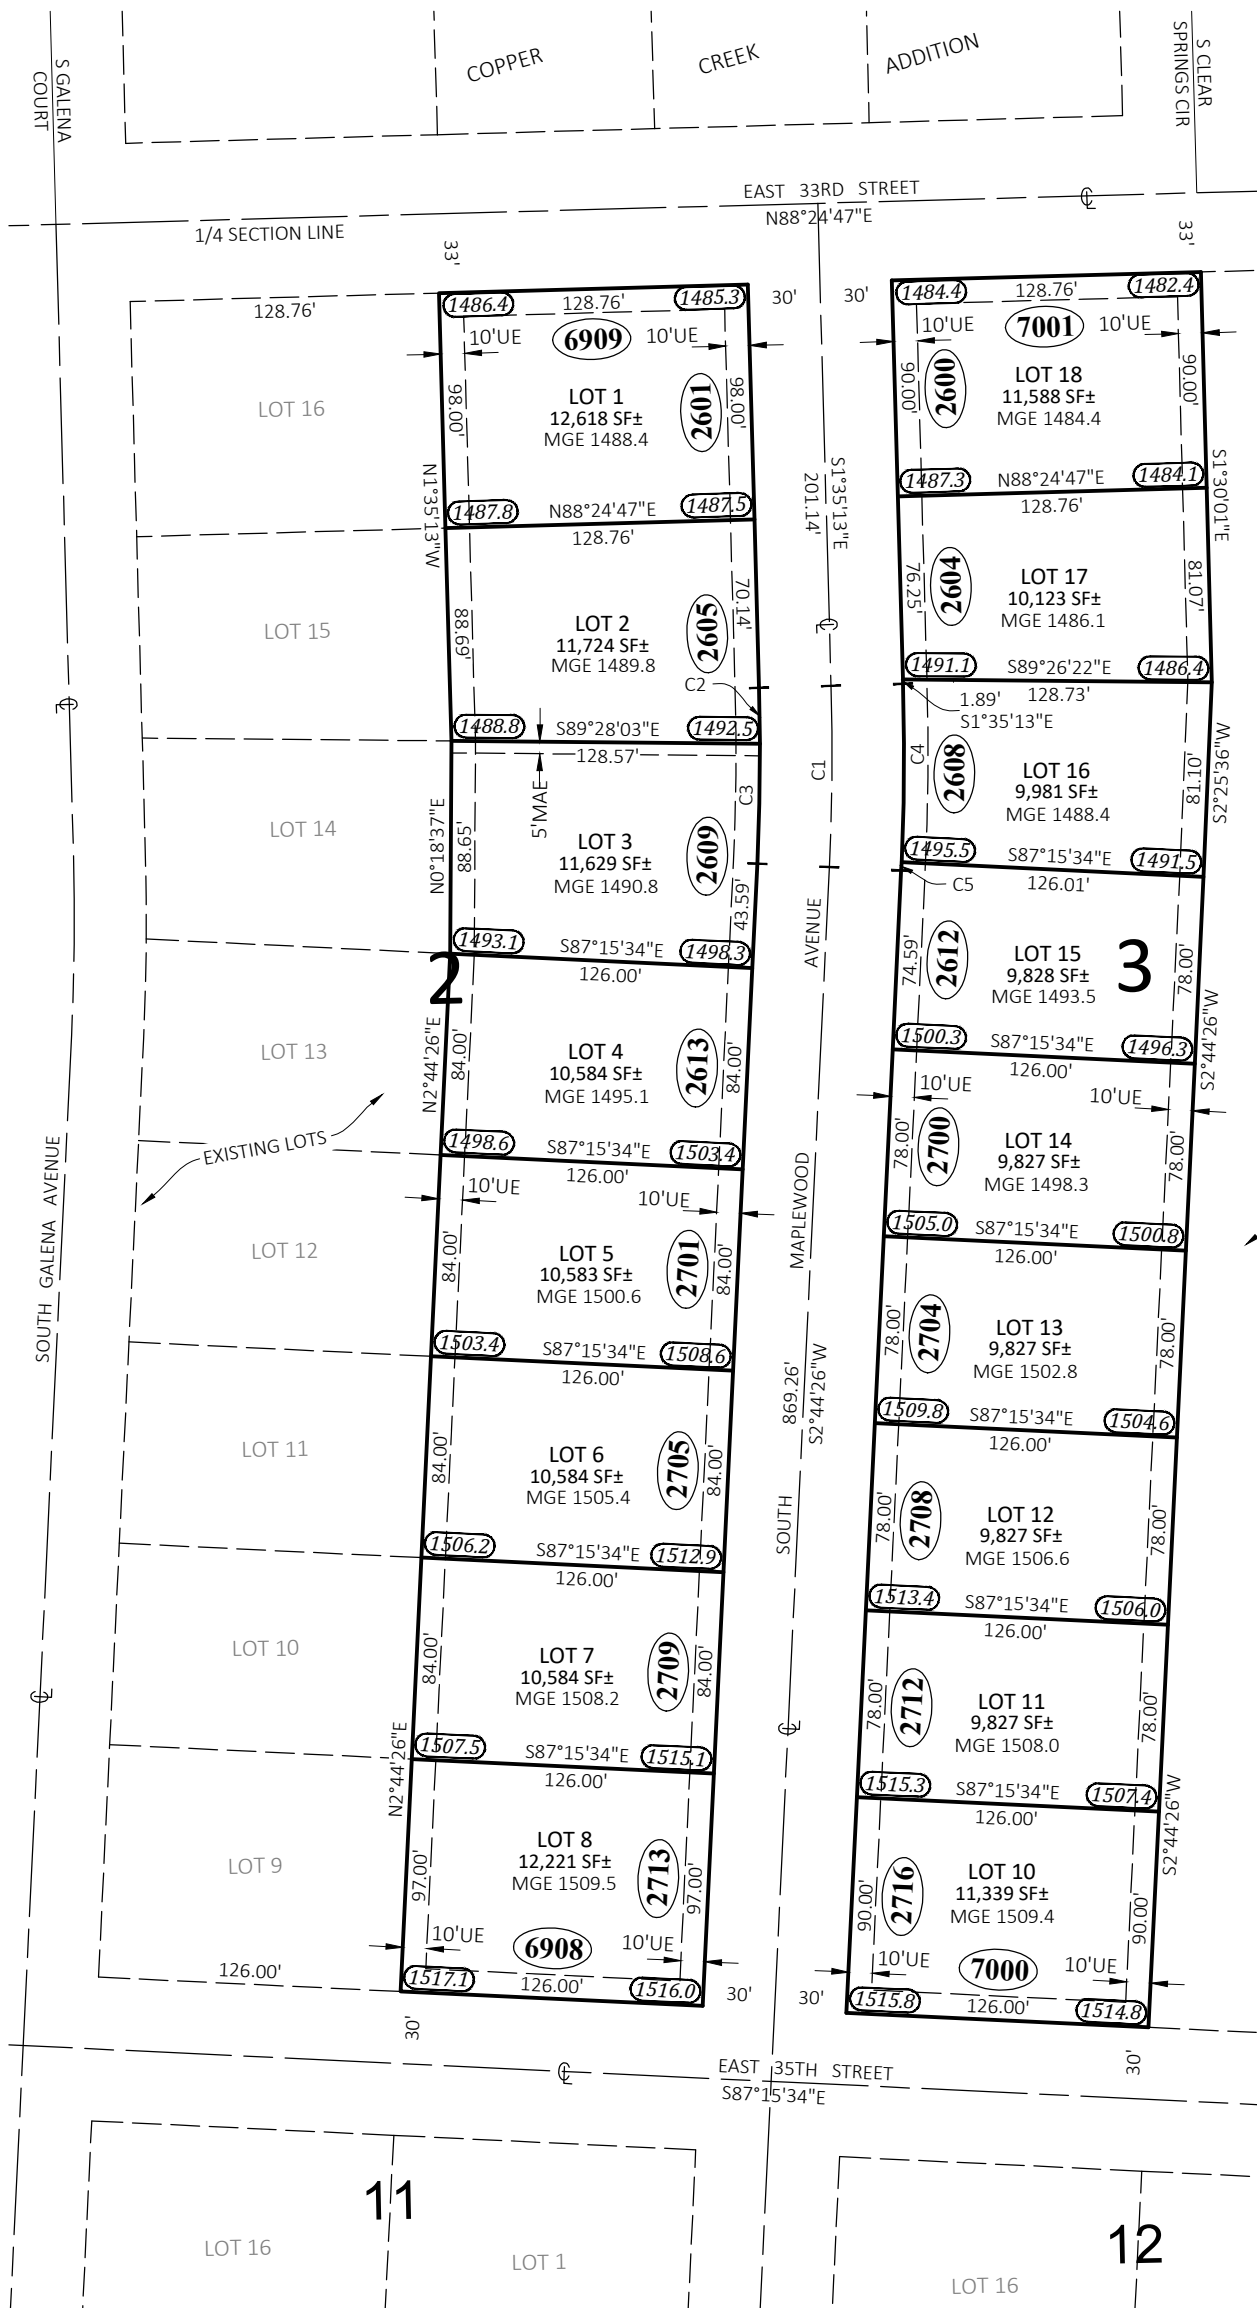 S GALENA
COURT
COPPER
CREEK
ADDITION
S CLEAR
SPRINGS CIR
EAST 33RD STREET
N88°24'47"E
1/4 SECTION LINE
33'
33'
128.76'
1486.4
128.76'
1485.3
30'
30'
1484.4
128.76'
1482.4
10'UE
6909
10'UE
7001
10'UE
LOT 16
98.00'
LOT 1
12,618 SF±
MGE 1488.4
2601
98.00'
90.00'
2600
LOT 18
11,588 SF±
MGE 1484.4
90.00'
N1°35'13"W
1487.8
N88°24'47"E
1487.5
128.76'
S1°35'13"E
201.14'
1487.3
N88°24'47"E
1484.1
128.76'
S1°30'01"E
LOT 15
88.69'
LOT 2
11,724 SF±
MGE 1489.8
2605
70.14'
C2
1488.8
S89°28'03"E
1492.5
128.57'
76.25'
2604
LOT 17
10,123 SF±
MGE 1486.1
81.07'
1491.1
S89°26'22"E
1486.4
128.73'
1.89'
S1°35'13"E
LOT 14
N0°18'37"E
88.65'
5'MAE
LOT 3
11,629 SF±
MGE 1490.8
2609
C3
43.59'
C1
C4
2608
LOT 16
9,981 SF±
MGE 1488.4
81.10'
S2°25'36"W
1495.5
S87°15'34"E
1491.5
126.01'
C5
1493.1
S87°15'34"E
1498.3
126.00'
2
LOT 13
N2°44'26"E
84.00'
LOT 4
10,584 SF±
MGE 1495.1
2613
84.00'
AVENUE
74.59'
2612
LOT 15
9,828 SF±
MGE 1493.5
3
78.00'
S2°44'26"W
1500.3
S87°15'34"E
1496.3
126.00'
EXISTING LOTS
1498.6
S87°15'34"E
1503.4
126.00'
10'UE
10'UE
SOUTH GALENA AVENUE
LOT 12
84.00'
LOT 5
10,583 SF±
MGE 1500.6
2701
84.00'
MAPLEWOOD
10'UE
10'UE
78.00'
2700
LOT 14
9,827 SF±
MGE 1498.3
78.00'
1505.0
S87°15'34"E
1500.8
126.00'
1503.4
S87°15'34"E
1508.6
126.00'
869.26'
S2°44'26"W
78.00'
2704
LOT 13
9,827 SF±
MGE 1502.8
78.00'
1509.8
S87°15'34"E
1504.6
126.00'
LOT 11
84.00'
LOT 6
10,584 SF±
MGE 1505.4
2705
84.00'
1506.2
S87°15'34"E
1512.9
126.00'
SOUTH
78.00'
2708
LOT 12
9,827 SF±
MGE 1506.6
78.00'
1513.4
S87°15'34"E
1506.0
126.00'
LOT 10
84.00'
LOT 7
10,584 SF±
MGE 1508.2
2709
84.00'
1507.5
S87°15'34"E
1515.1
126.00'
78.00'
2712
LOT 11
9,827 SF±
MGE 1508.0
78.00'
1515.3
S87°15'34"E
1507.4
126.00'
N2°44'26"E
LOT 9
97.00'
LOT 8
12,221 SF±
MGE 1509.5
2713
97.00'
90.00'
2716
LOT 10
11,339 SF±
MGE 1509.4
90.00'
S2°44'26"W
126.00'
10'UE
6908
10'UE
1517.1
126.00'
1516.0
30'
30'
10'UE
7000
10'UE
1515.8
126.00'
1514.8
30'
30'
EAST 35TH STREET
S87°15'34"E
11
LOT 16
LOT 1
12
LOT 16